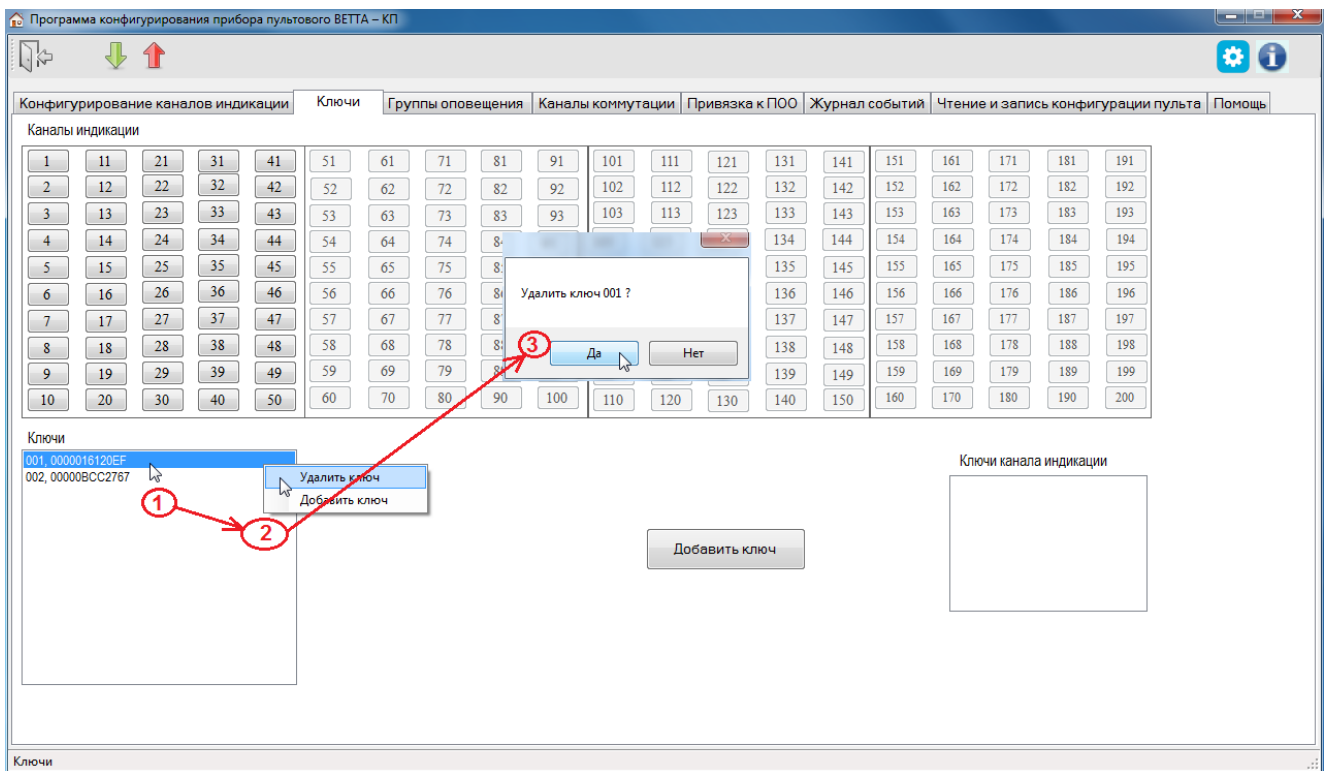 Программа конфигурирования прибора пультового ВЕТТА – КП
Конфигурирование каналов индикации Ключи Группы оповещения Каналы коммутации Привязка к ПОО Журнал событий Чтение и запись конфигурации пульта Помощь
Каналы индикации
1 11 21 31 41 51 61 71 81 91 101 111 121 131 141 151 161 171 181 191
2 12 22 32 42 52 62 72 82 92 102 112 122 132 142 152 162 172 182 192
3 13 23 33 43 53 63 73 83 93 103 113 123 133 143 153 163 173 183 193
4 14 24 34 44 54 64 74 134 144 154 164 174 184 194
5 15 25 35 45 55 65 75 135 145 155 165 175 185 195
6 16 26 36 46 56 66 76 136 146 156 166 176 186 196
Удалить ключ 001 ?
7 17 27 37 47 57 67 77 137 147 157 167 177 187 197
8 18 28 38 48 58 68 78 138 148 158 168 178 188 198
3 Да Нет
9 19 29 39 49 59 69 79 139 149 159 169 179 189 199
10 20 30 40 50 60 70 80 90 100 110 120 130 140 150 160 170 180 190 200
Ключи
001, 0000016120EF
002, 00000BCC2767
Удалить ключ
Добавить ключ
1
2
Ключи канала индикации
Добавить ключ
Ключи